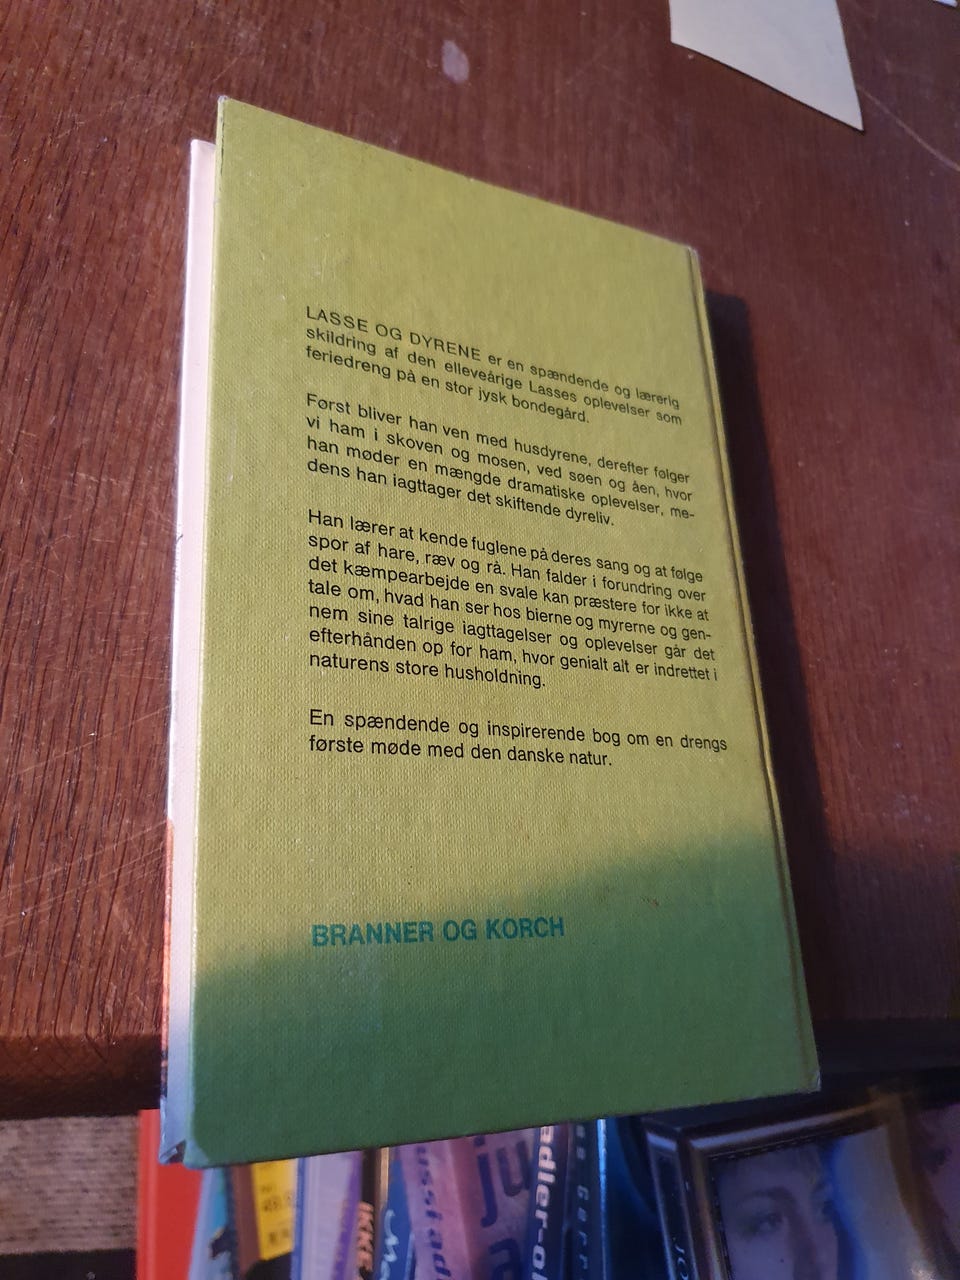 LASSE OG DYRENE er en spændende og lærerig
skildring af den elleveårige Lasses oplevelser som
feriedreng på en stor jysk bondegård.
Først bliver han ven med husdyrene, derefter følger
vi ham i skoven og mosen, ved søen og åen, hvor
han møder en mængde dramatiske oplevelser, me-
dens han iagttager det skiftende dyreliv.
Han lærer at kende fuglene på deres sang og at følge
spor af hare, ræv og rå. Han falder i forundring over
det kæmpearbejde en svale kan præstere for ikke at
tale om, hvad han ser hos bierne og myrerne og gen-
nem sine talrige iagttagelser og oplevelser går det
efterhånden op for ham, hvor genialt alt er indrettet i
naturens store husholdning.
En spændende og inspirerende bog om en drengs
første møde med den danske natur.
BRANNER OG KORCH
IKKE
ju